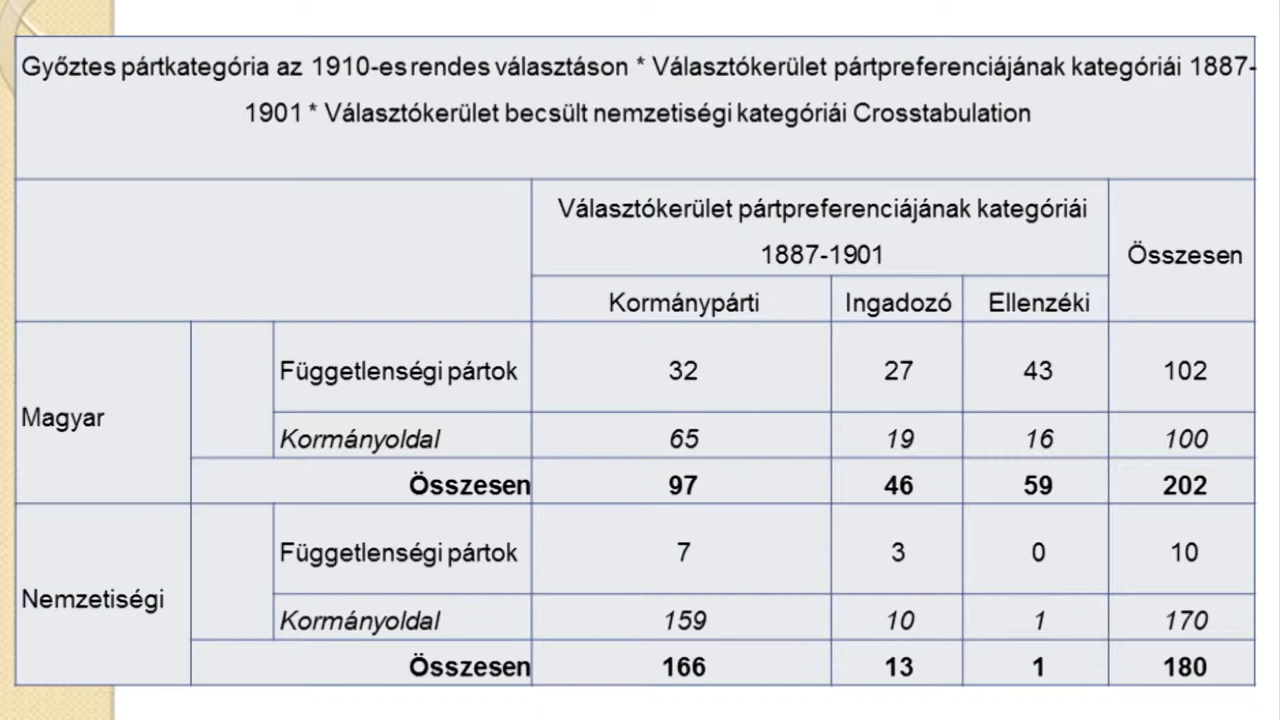 Győztes pártkategória az 1910-es rendes választáson * Választókerület pártpreferenciájának kategóriái 1887-
1901 * Választókerület becsült nemzetiségi kategóriái Crosstabulation
Választókerület pártpreferenciájának kategóriái
1887-1901
Összesen
Kormánypárti Ingadozó Ellenzéki
Magyar
Függetlenségi pártok 32 27 43 102
Kormányoldal 65 19 16 100
Összesen 97 46 59 202
Nemzetiségi
Függetlenségi pártok 7 3 0 10
Kormányoldal 159 10 1 170
Összesen 166 13 1 180